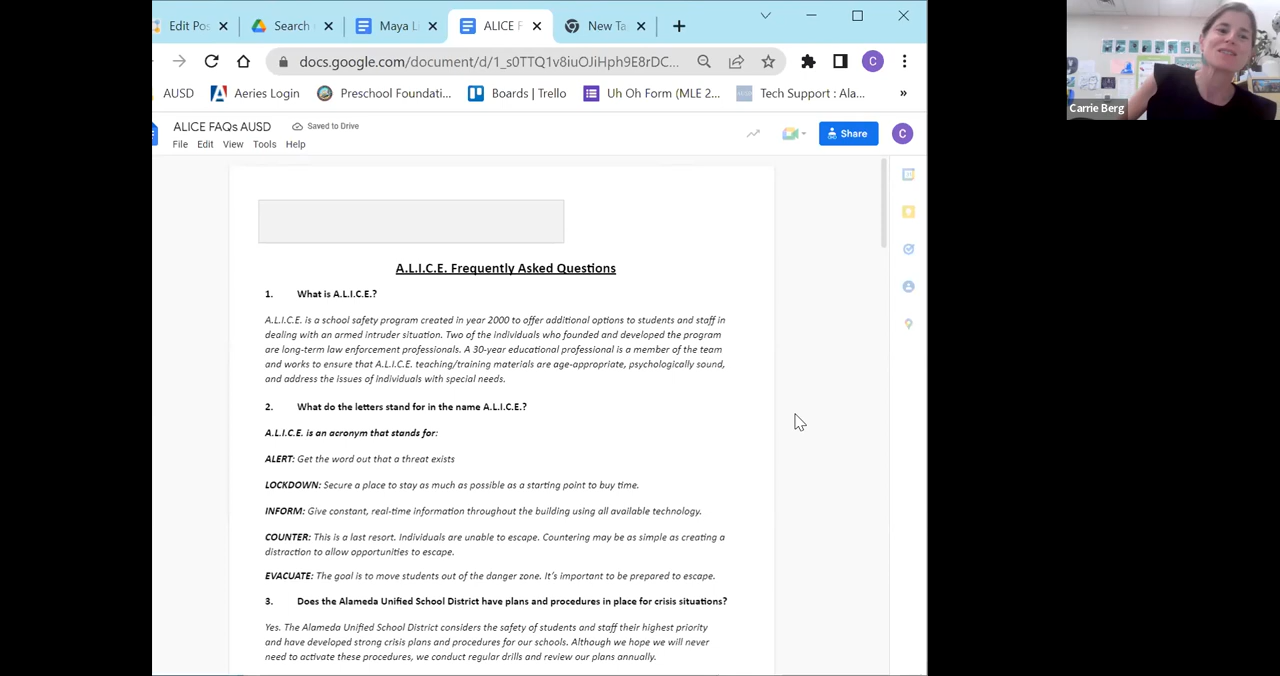 Edit Pos
Search
Maya L
ALICE F
New Ta
docs.google.com/document/d/1_s0TTQ1v8iuOJiHph9E8rDC...
C
AUSD
Aeries Login
Preschool Foundati...
Boards | Trello
Uh Oh Form (MLE 2...
Tech Support : Ala...
»
ALICE FAQs AUSD
Saved to Drive
File Edit View Tools Help
Share
C
Carrie Berg
A.L.I.C.E. Frequently Asked Questions
1. What is A.L.I.C.E.?
A.L.I.C.E. is a school safety program created in year 2000 to offer additional options to students and staff in
dealing with an armed intruder situation. Two of the individuals who founded and developed the program
are long-term law enforcement professionals. A 30-year educational professional is a member of the team
and works to ensure that A.L.I.C.E. teaching/training materials are age-appropriate, psychologically sound,
and address the issues of individuals with special needs.
2. What do the letters stand for in the name A.L.I.C.E.?
A.L.I.C.E. is an acronym that stands for:
ALERT: Get the word out that a threat exists
LOCKDOWN: Secure a place to stay as much as possible as a starting point to buy time.
INFORM: Give constant, real-time information throughout the building using all available technology.
COUNTER: This is a last resort. Individuals are unable to escape. Countering may be as simple as creating a
distraction to allow opportunities to escape.
EVACUATE: The goal is to move students out of the danger zone. It's important to be prepared to escape.
3. Does the Alameda Unified School District have plans and procedures in place for crisis situations?
Yes. The Alameda Unified School District considers the safety of students and staff their highest priority
and have developed strong crisis plans and procedures for our schools. Although we hope we will never
need to activate these procedures, we conduct regular drills and review our plans annually.